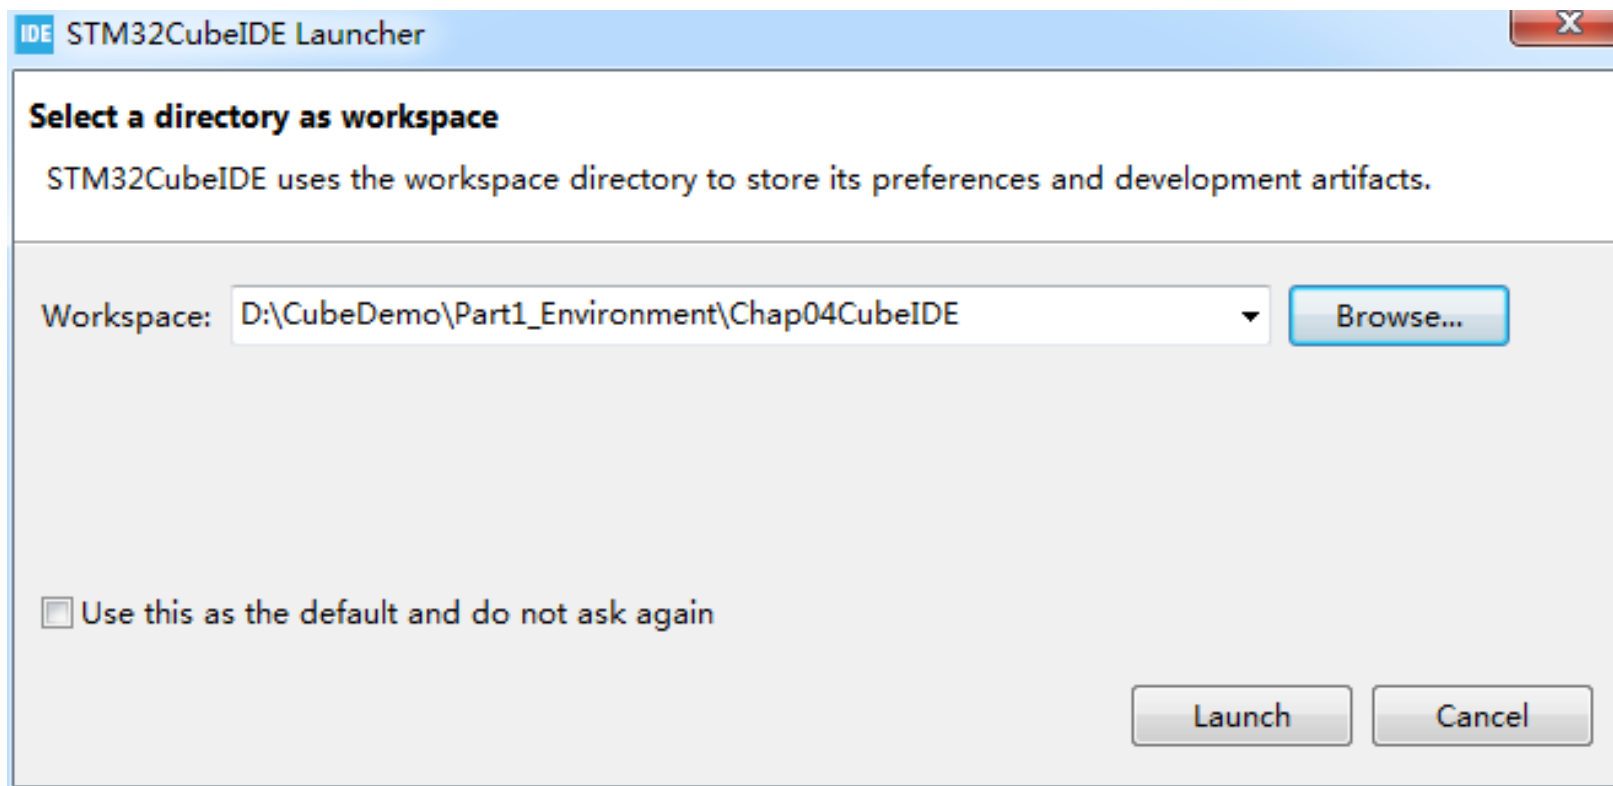 IDE STM32CubeIDE Launcher
Select a directory as workspace
STM32CubeIDE uses the workspace directory to store its preferences and development artifacts.
Workspace: D:\CubeDemo\Part1_Environment\Chap04CubeIDE Browse...
Use this as the default and do not ask again
Launch Cancel